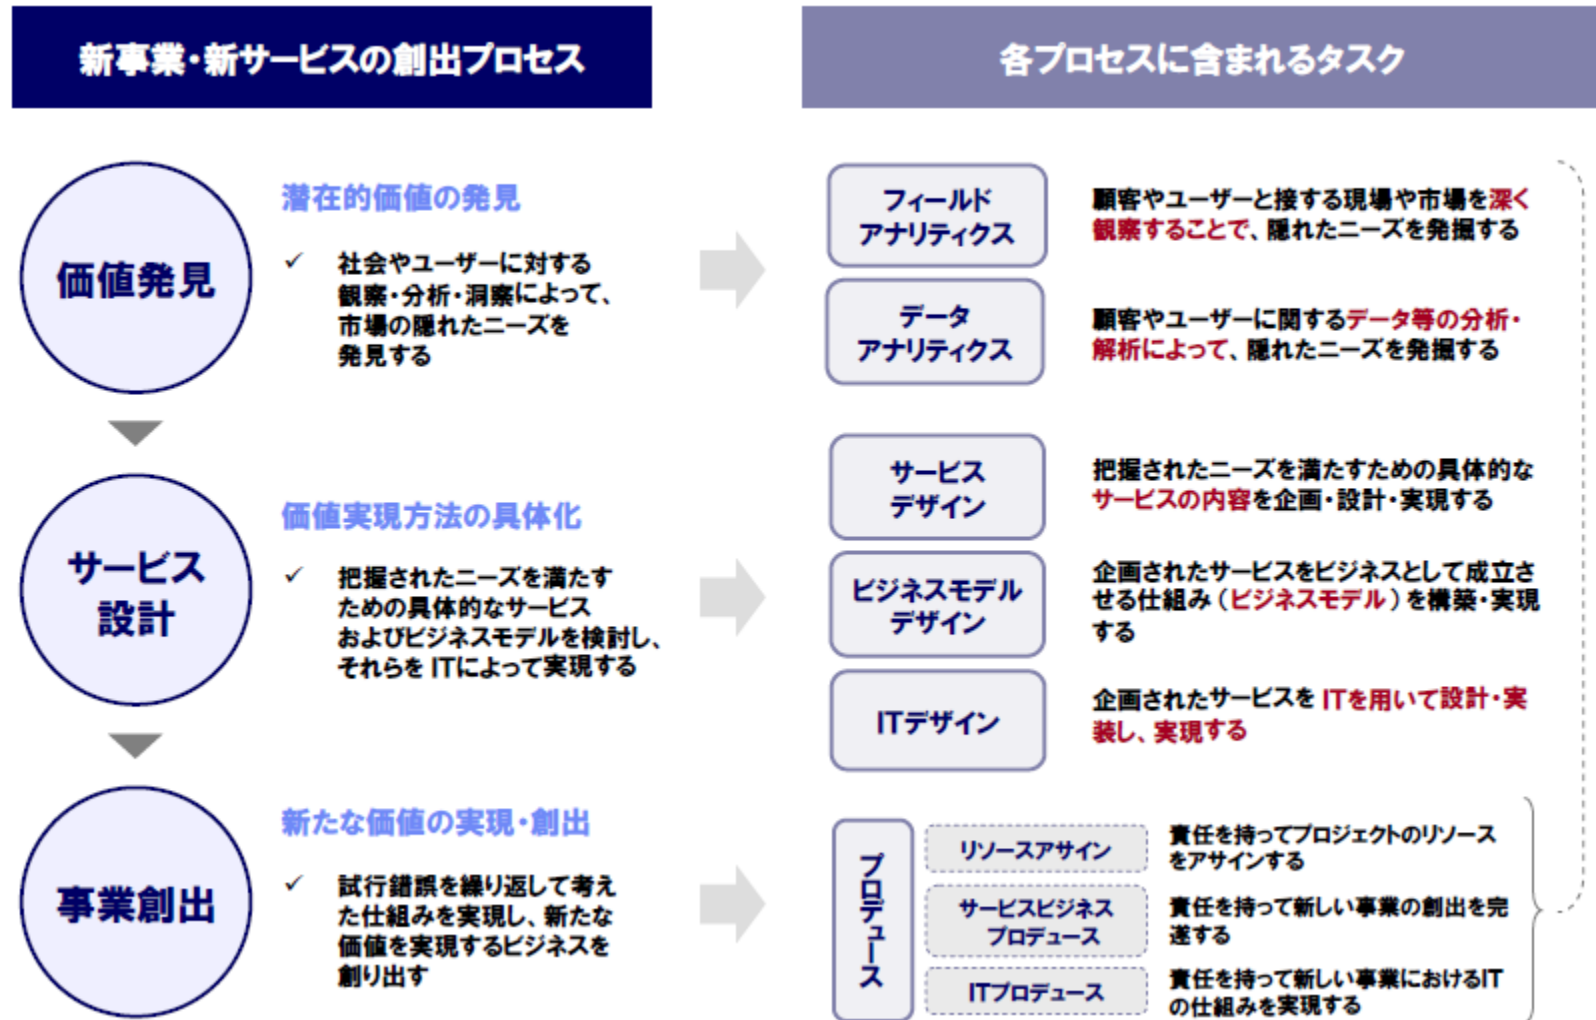 新事業・新サービスの創出プロセス
各プロセスに含まれるタスク
価値発見
潜在的価値の発見
✓ 社会やユーザーに対する
観察・分析・洞察によって、
市場の隠れたニーズを
発見する
フィールド
アナリティクス
顧客やユーザーと接する現場や市場を深く
観察することで、隠れたニーズを発掘する
データ
アナリティクス
顧客やユーザーに関するデータ等の分析・
解析によって、隠れたニーズを発掘する
サービス
設計
価値実現方法の具体化
✓ 把握されたニーズを満たす
ための具体的なサービス
およびビジネスモデルを検討し、
それらを ITによって実現する
サービス
デザイン
把握されたニーズを満たすための具体的な
サービスの内容を企画・設計・実現する
ビジネスモデル
デザイン
企画されたサービスをビジネスとして成立さ
せる仕組み（ビジネスモデル）を構築・実現
する
ITデザイン
企画されたサービスを ITを用いて設計・実
装し、実現する
事業創出
新たな価値の実現・創出
✓ 試行錯誤を繰り返して考え
た仕組みを実現し、新たな
価値を実現するビジネスを
創り出す
プロデュース
リソースアサイン
責任を持ってプロジェクトのリソース
をアサインする
サービスビジネス
プロデュース
責任を持って新しい事業の創出を完
遂する
ITプロデュース
責任を持って新しい事業におけるIT
の仕組みを実現する